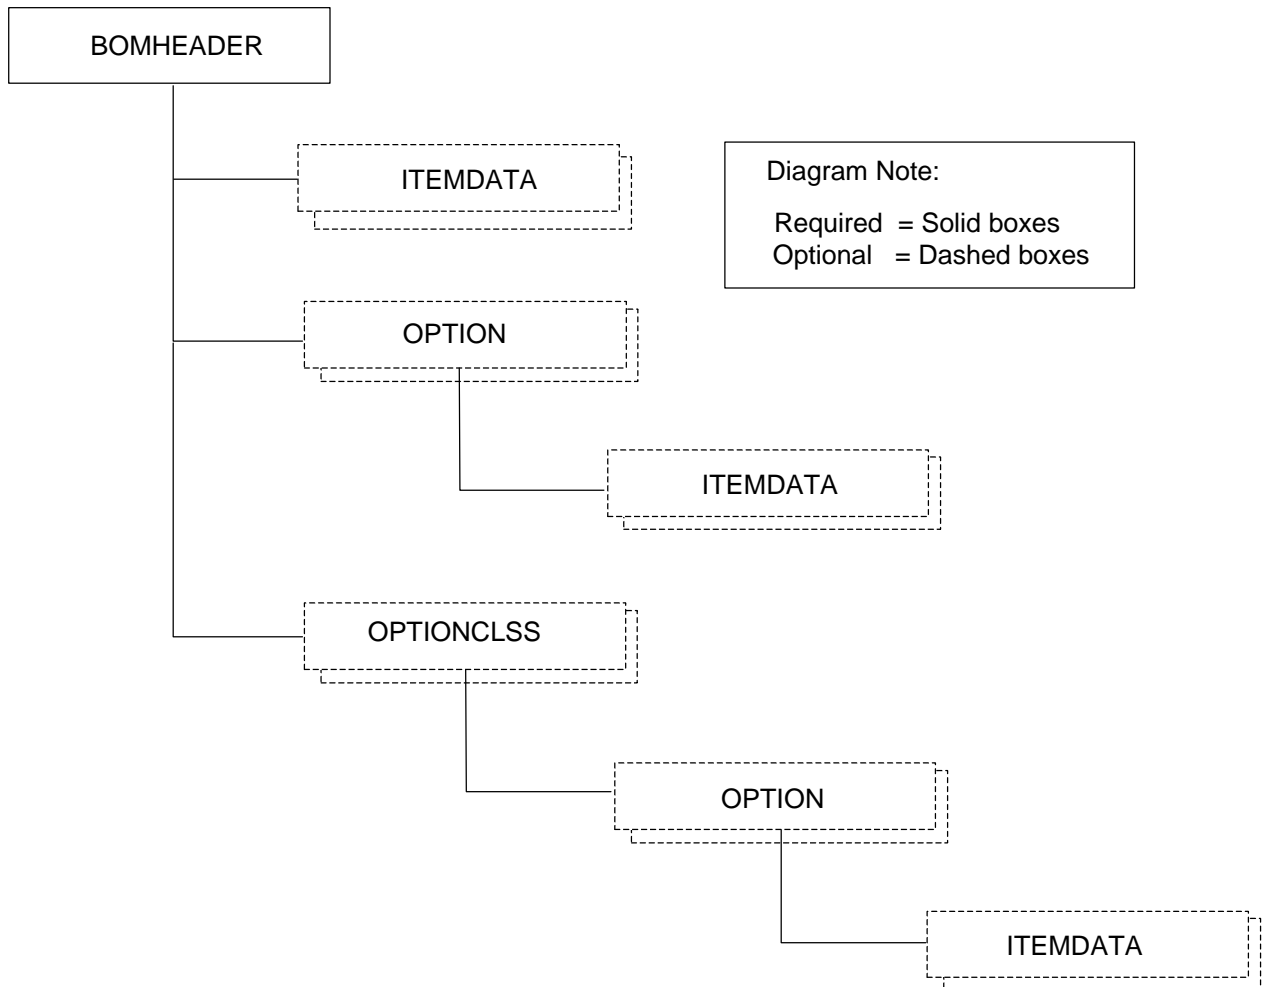 BOMHEADER
ITEMDATA
Diagram Note:
Required = Solid boxes
Optional = Dashed boxes
OPTION
ITEMDATA
OPTIONCLSS
OPTION
ITEMDATA